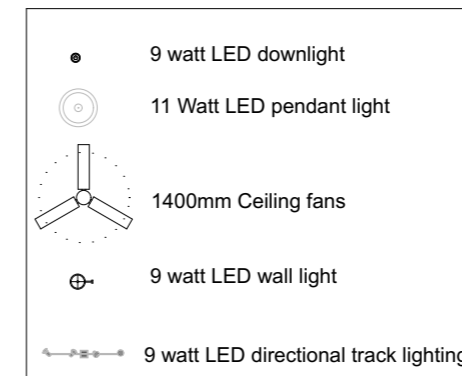 9 watt LED downlight
11 Watt LED pendant light
1400mm Ceiling fans
9 watt LED wall light
9 watt LED directional track lighting